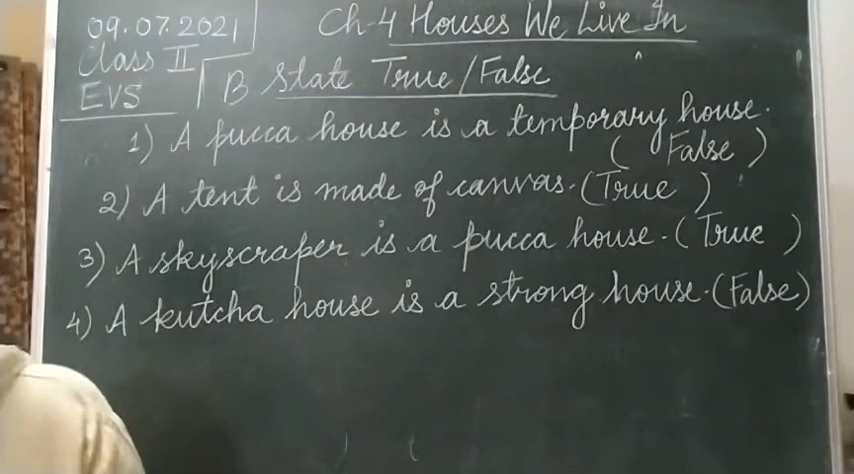 09.07.2021
Ch-4 Houses We Live In
Class II
EVS
B State True/False
1) A pucca house is a temporary house.
( False )
2) A tent is made of canvas. (True )
3) A skyscraper is a pucca house. ( True )
4) A kutcha house is a strong house. (False)